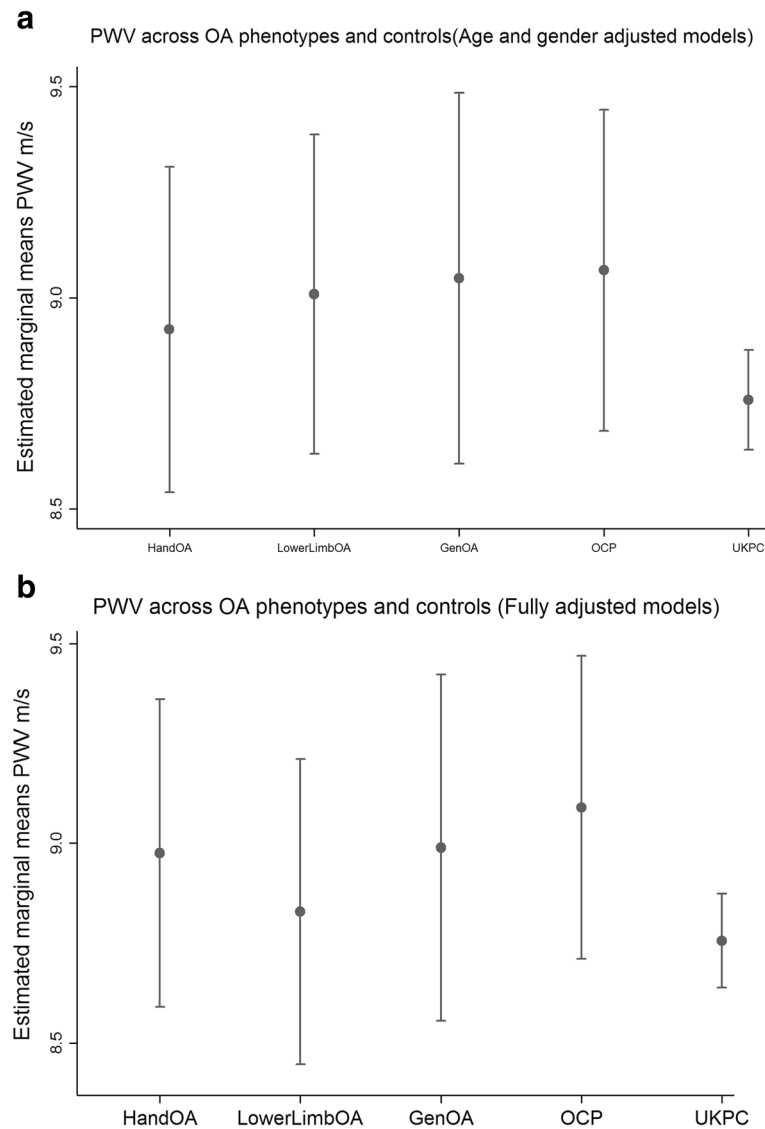 a
PWV across OA phenotypes and controls(Age and gender adjusted models)
Estimated marginal means PWV m/s
9.5
9.0
8.5
HandOA LowerLimbOA GenOA OCP UKPC
b
PWV across OA phenotypes and controls (Fully adjusted models)
Estimated marginal means PWV m/s
9.5
9.0
8.5
HandOA LowerLimbOA GenOA OCP UKPC